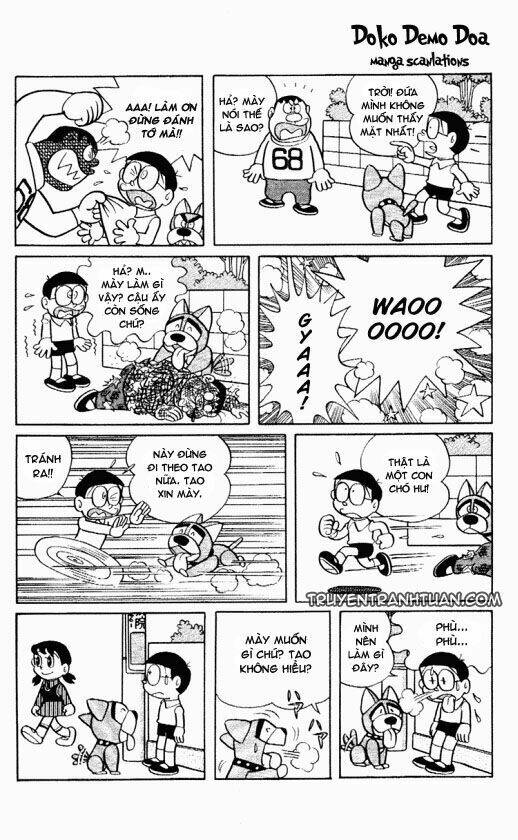 DOKO DEMO DOA
MANGA SCANLATIONS
TRỜI! ĐỨA
MÌNH KHÔNG
MUỐN THẤY
MẶT NHẤT!
HẢ? MÀY
NÓI THẾ
LÀ SAO?
68
AAA! LÀM ƠN
ĐỪNG ĐÁNH
TỚ MÀ!!
WAOO
OOOO!
GYAAA!
HẢ? M..
MÀY LÀM GÌ
VẬY? CẬU ẤY
CÒN SỐNG
CHỨ?
THẬT LÀ
MỘT CON
CHÓ HƯ!
NÀY ĐỪNG
ĐI THEO TAO
NỮA. TAO
XIN MÀY.
TRÁNH
RA!!
TRUYENTRANHTUAN.COM
PHÙ...
PHÙ...
MÌNH
NÊN
LÀM GÌ
ĐÂY?
MÀY MUỐN
GÌ CHỨ? TAO
KHÔNG HIỂU?
院